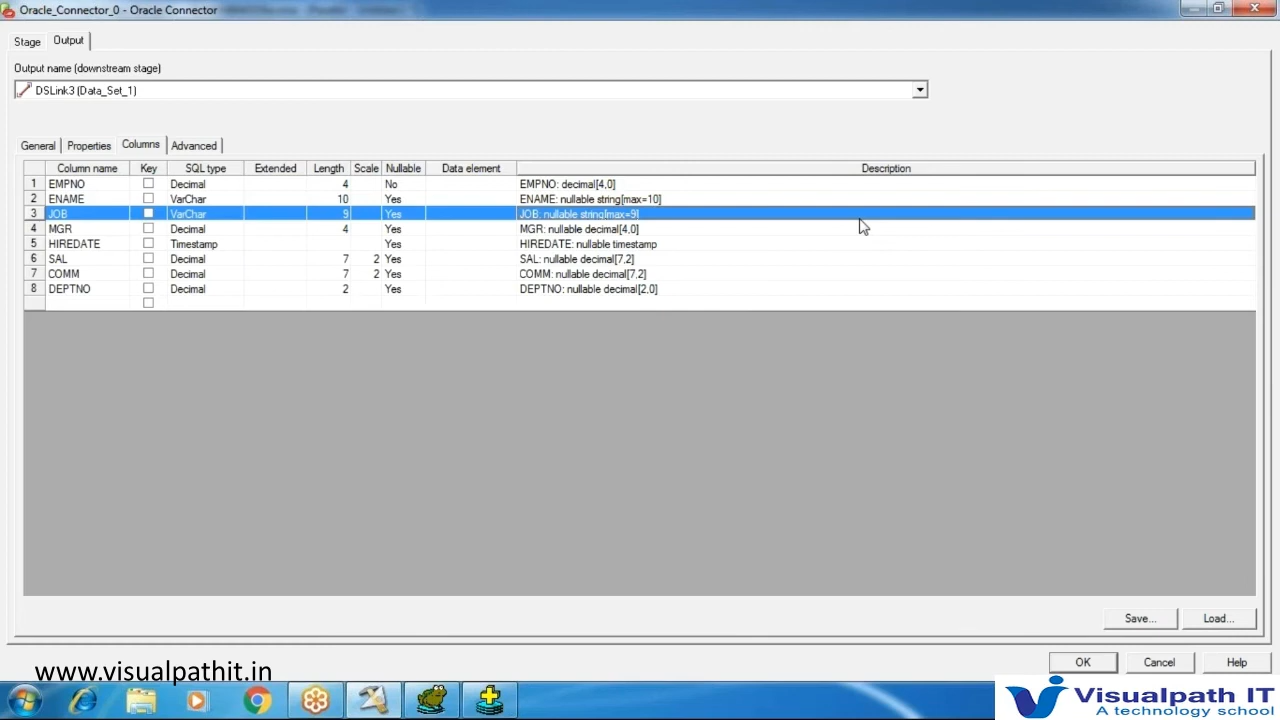 Oracle_Connector_0 - Oracle Connector
Stage Output
Output name (downstream stage)
DSLink3 (Data_Set_1)
General Properties Columns Advanced
Column name Key SQL type Extended Length Scale Nullable Data element Description
1 EMPNO Decimal 4 No EMPNO: decimal[4,0]
2 ENAME VarChar 10 Yes ENAME: nullable string[max=10]
3 JOB VarChar 9 Yes JOB: nullable string[max=9]
4 MGR Decimal 4 Yes MGR: nullable decimal[4,0]
5 HIREDATE Timestamp Yes HIREDATE: nullable timestamp
6 SAL Decimal 7 2 Yes SAL: nullable decimal[7,2]
7 COMM Decimal 7 2 Yes COMM: nullable decimal[7,2]
8 DEPTNO Decimal 2 Yes DEPTNO: nullable decimal[2,0]
Save... Load...
OK Cancel Help
www.visualpathit.in
Visualpath IT
A technology school